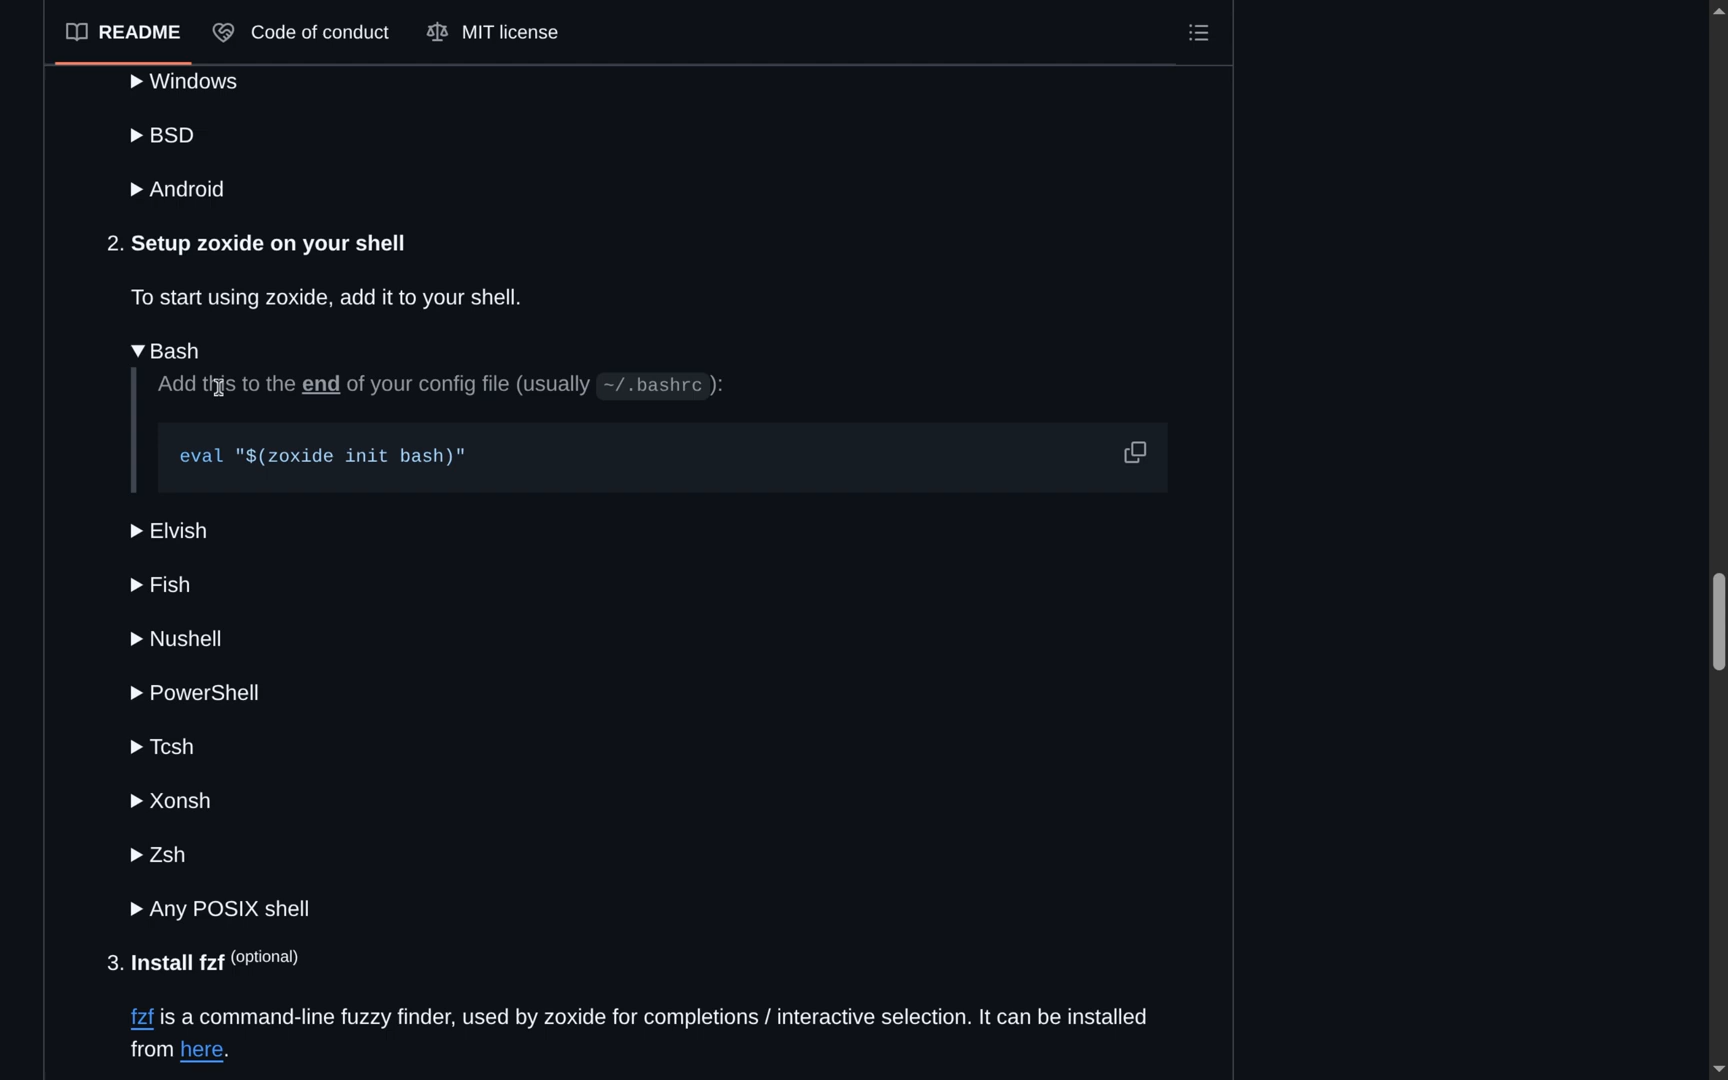 README Code of conduct MIT license
Windows
BSD
Android
2. Setup zoxide on your shell
To start using zoxide, add it to your shell.
Bash
Add this to the end of your config file (usually ~/.bashrc):
eval "$(zoxide init bash)"
Elvish
Fish
Nushell
PowerShell
Tcsh
Xonsh
Zsh
Any POSIX shell
3. Install fzf (optional)
fzf is a command-line fuzzy finder, used by zoxide for completions / interactive selection. It can be installed
from here.